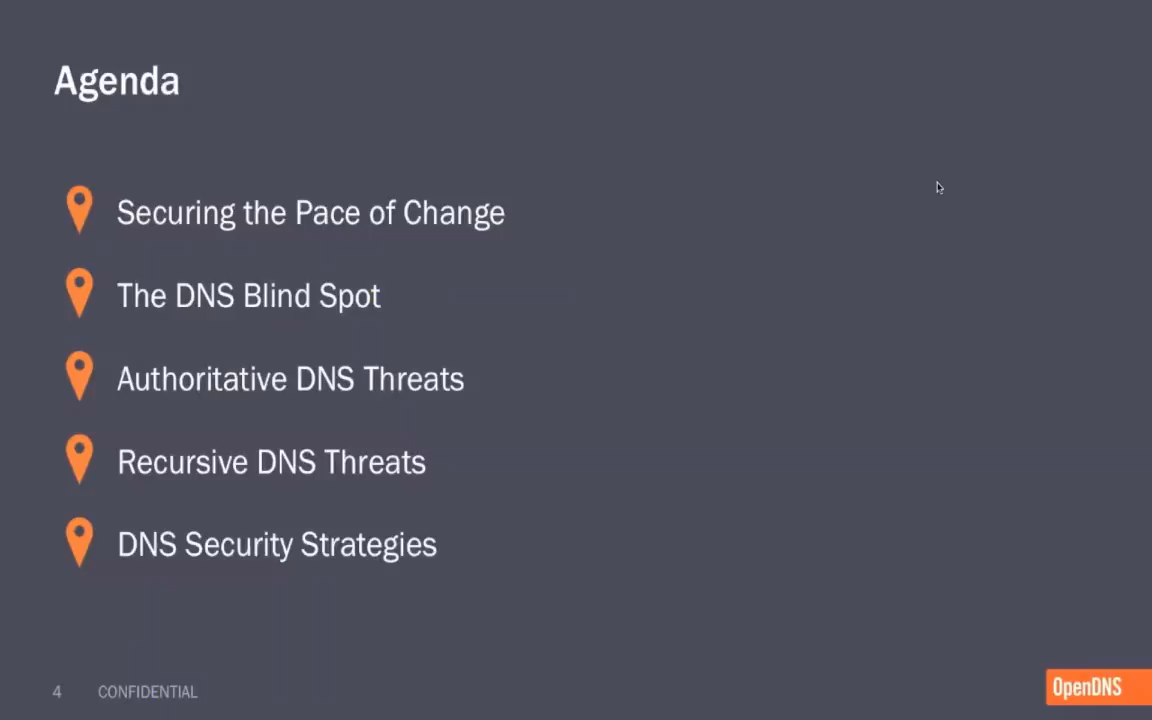 Agenda
Securing the Pace of Change
The DNS Blind Spot
Authoritative DNS Threats
Recursive DNS Threats
DNS Security Strategies
4 CONFIDENTIAL
OpenDNS